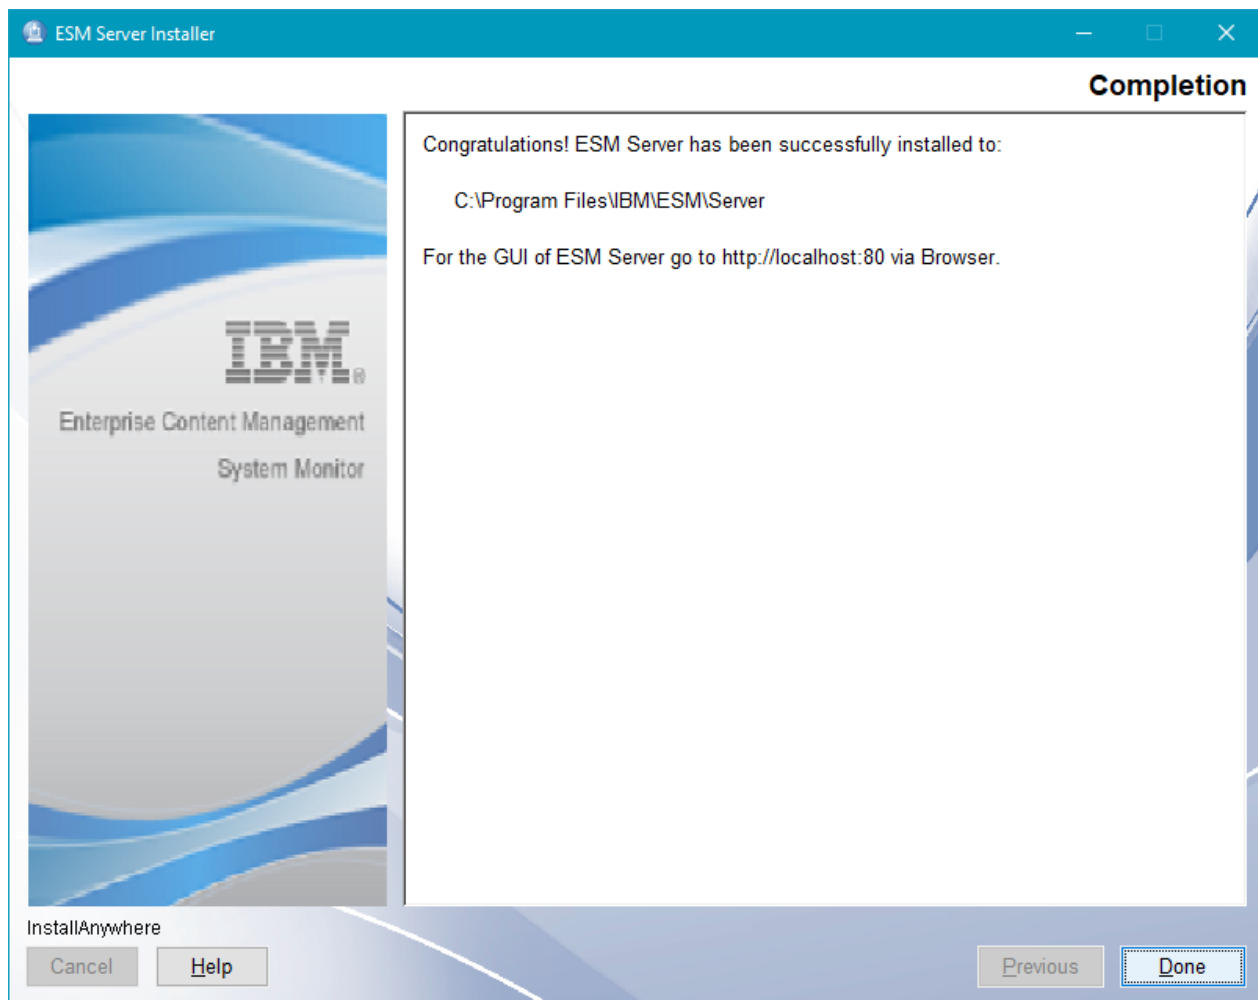 ESM Server Installer
Completion
Congratulations! ESM Server has been successfully installed to:
C:\Program Files\IBM\ESM\Server
For the GUI of ESM Server go to http://localhost:80 via Browser.
IBM®
Enterprise Content Management
System Monitor
InstallAnywhere
Cancel Help Previous Done